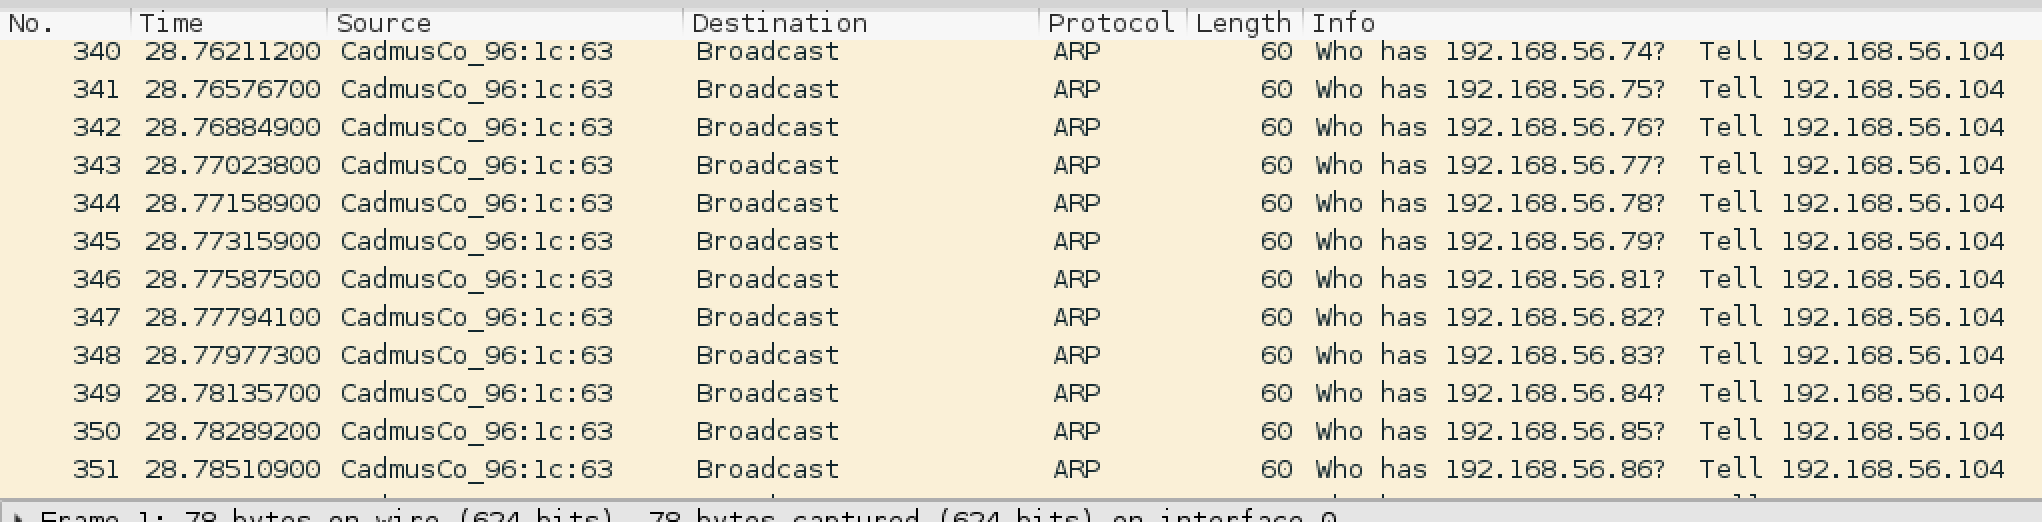 No. Time Source Destination Protocol Length Info
340 28.76211200 CadmusCo_96:1c:63 Broadcast ARP 60 Who has 192.168.56.74? Tell 192.168.56.104
341 28.76576700 CadmusCo_96:1c:63 Broadcast ARP 60 Who has 192.168.56.75? Tell 192.168.56.104
342 28.76884900 CadmusCo_96:1c:63 Broadcast ARP 60 Who has 192.168.56.76? Tell 192.168.56.104
343 28.77023800 CadmusCo_96:1c:63 Broadcast ARP 60 Who has 192.168.56.77? Tell 192.168.56.104
344 28.77158900 CadmusCo_96:1c:63 Broadcast ARP 60 Who has 192.168.56.78? Tell 192.168.56.104
345 28.77315900 CadmusCo_96:1c:63 Broadcast ARP 60 Who has 192.168.56.79? Tell 192.168.56.104
346 28.77587500 CadmusCo_96:1c:63 Broadcast ARP 60 Who has 192.168.56.81? Tell 192.168.56.104
347 28.77794100 CadmusCo_96:1c:63 Broadcast ARP 60 Who has 192.168.56.82? Tell 192.168.56.104
348 28.77977300 CadmusCo_96:1c:63 Broadcast ARP 60 Who has 192.168.56.83? Tell 192.168.56.104
349 28.78135700 CadmusCo_96:1c:63 Broadcast ARP 60 Who has 192.168.56.84? Tell 192.168.56.104
350 28.78289200 CadmusCo_96:1c:63 Broadcast ARP 60 Who has 192.168.56.85? Tell 192.168.56.104
351 28.78510900 CadmusCo_96:1c:63 Broadcast ARP 60 Who has 192.168.56.86? Tell 192.168.56.104
Frame 1: 78 bytes on wire (624 bits), 78 bytes captured (624 bits) on interface 0